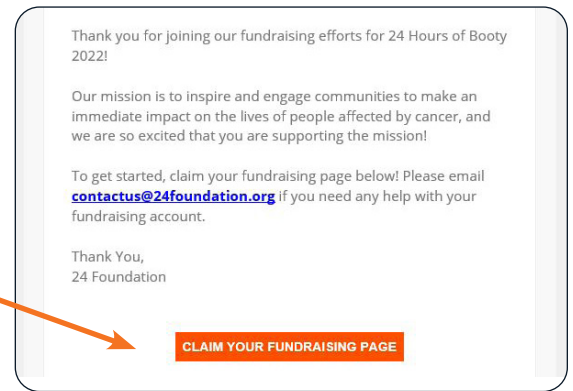 Thank you for joining our fundraising efforts for 24 Hours of Booty
2022!
Our mission is to inspire and engage communities to make an
immediate impact on the lives of people affected by cancer, and
we are so excited that you are supporting the mission!
To get started, claim your fundraising page below! Please email
contactus@24foundation.org if you need any help with your
fundraising account.
Thank You,
24 Foundation
CLAIM YOUR FUNDRAISING PAGE